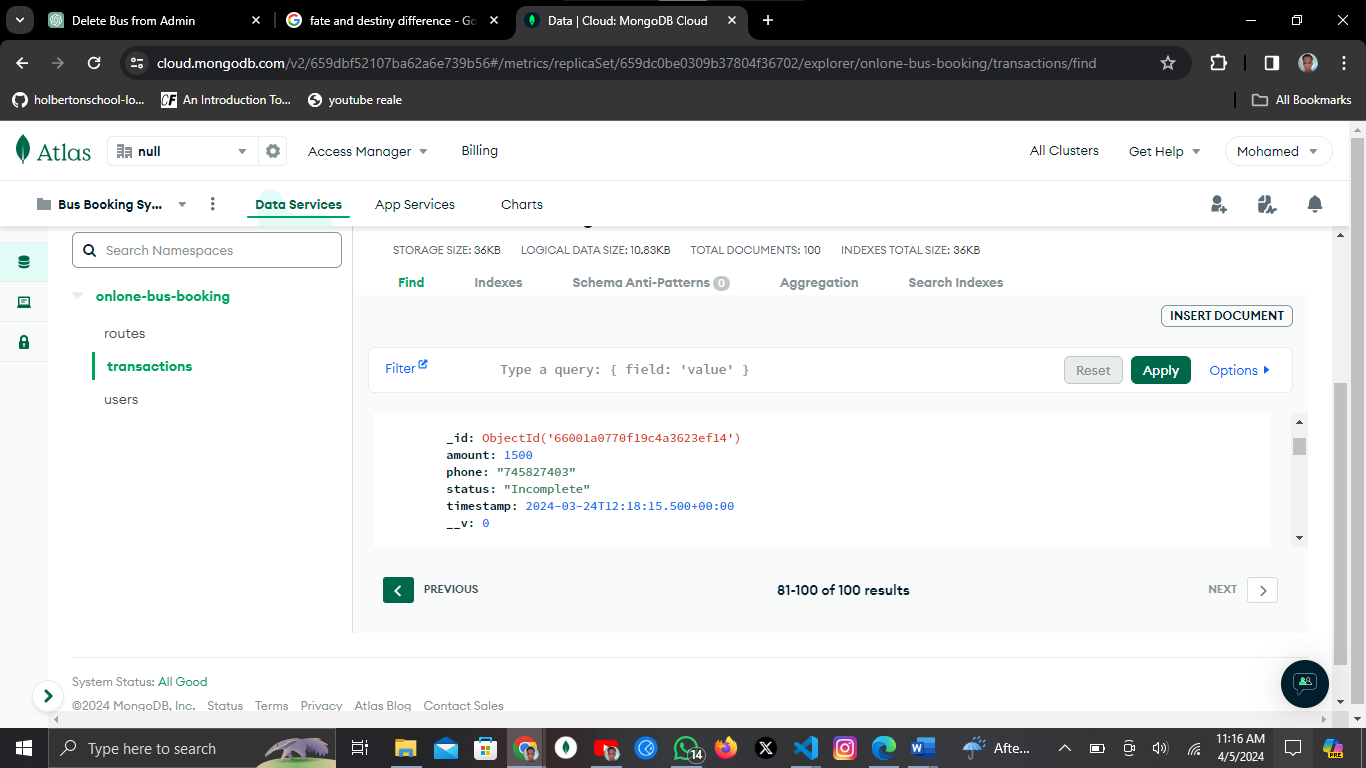 Delete Bus from Admin
fate and destiny difference - Go
Data | Cloud: MongoDB Cloud
cloud.mongodb.com/v2/659dbf52107ba62a6e739b56#/metrics/replicaSet/659dc0be0309b37804f36702/explorer/onlone-bus-booking/transactions/find
holbertonschool-lo...
An Introduction To...
youtube reale
All Bookmarks
Atlas
null
Access Manager
Billing
All Clusters
Get Help
Mohamed
Bus Booking Sy...
Data Services
App Services
Charts
Search Namespaces
onlone-bus-booking
routes
transactions
users
STORAGE SIZE: 36KB LOGICAL DATA SIZE: 10.83KB TOTAL DOCUMENTS: 100 INDEXES TOTAL SIZE: 36KB
Find Indexes Schema Anti-Patterns 0 Aggregation Search Indexes
INSERT DOCUMENT
Filter Type a query: { field: 'value' } Reset Apply Options
_id: ObjectId('66001a0770f19c4a3623ef14')
amount: 1500
phone: "745827403"
status: "Incomplete"
timestamp: 2024-03-24T12:18:15.500+00:00
__v: 0
PREVIOUS 81-100 of 100 results NEXT
System Status: All Good
©2024 MongoDB, Inc. Status Terms Privacy Atlas Blog Contact Sales
Type here to search
14
Afte...
11:16 AM
4/5/2024
PRE